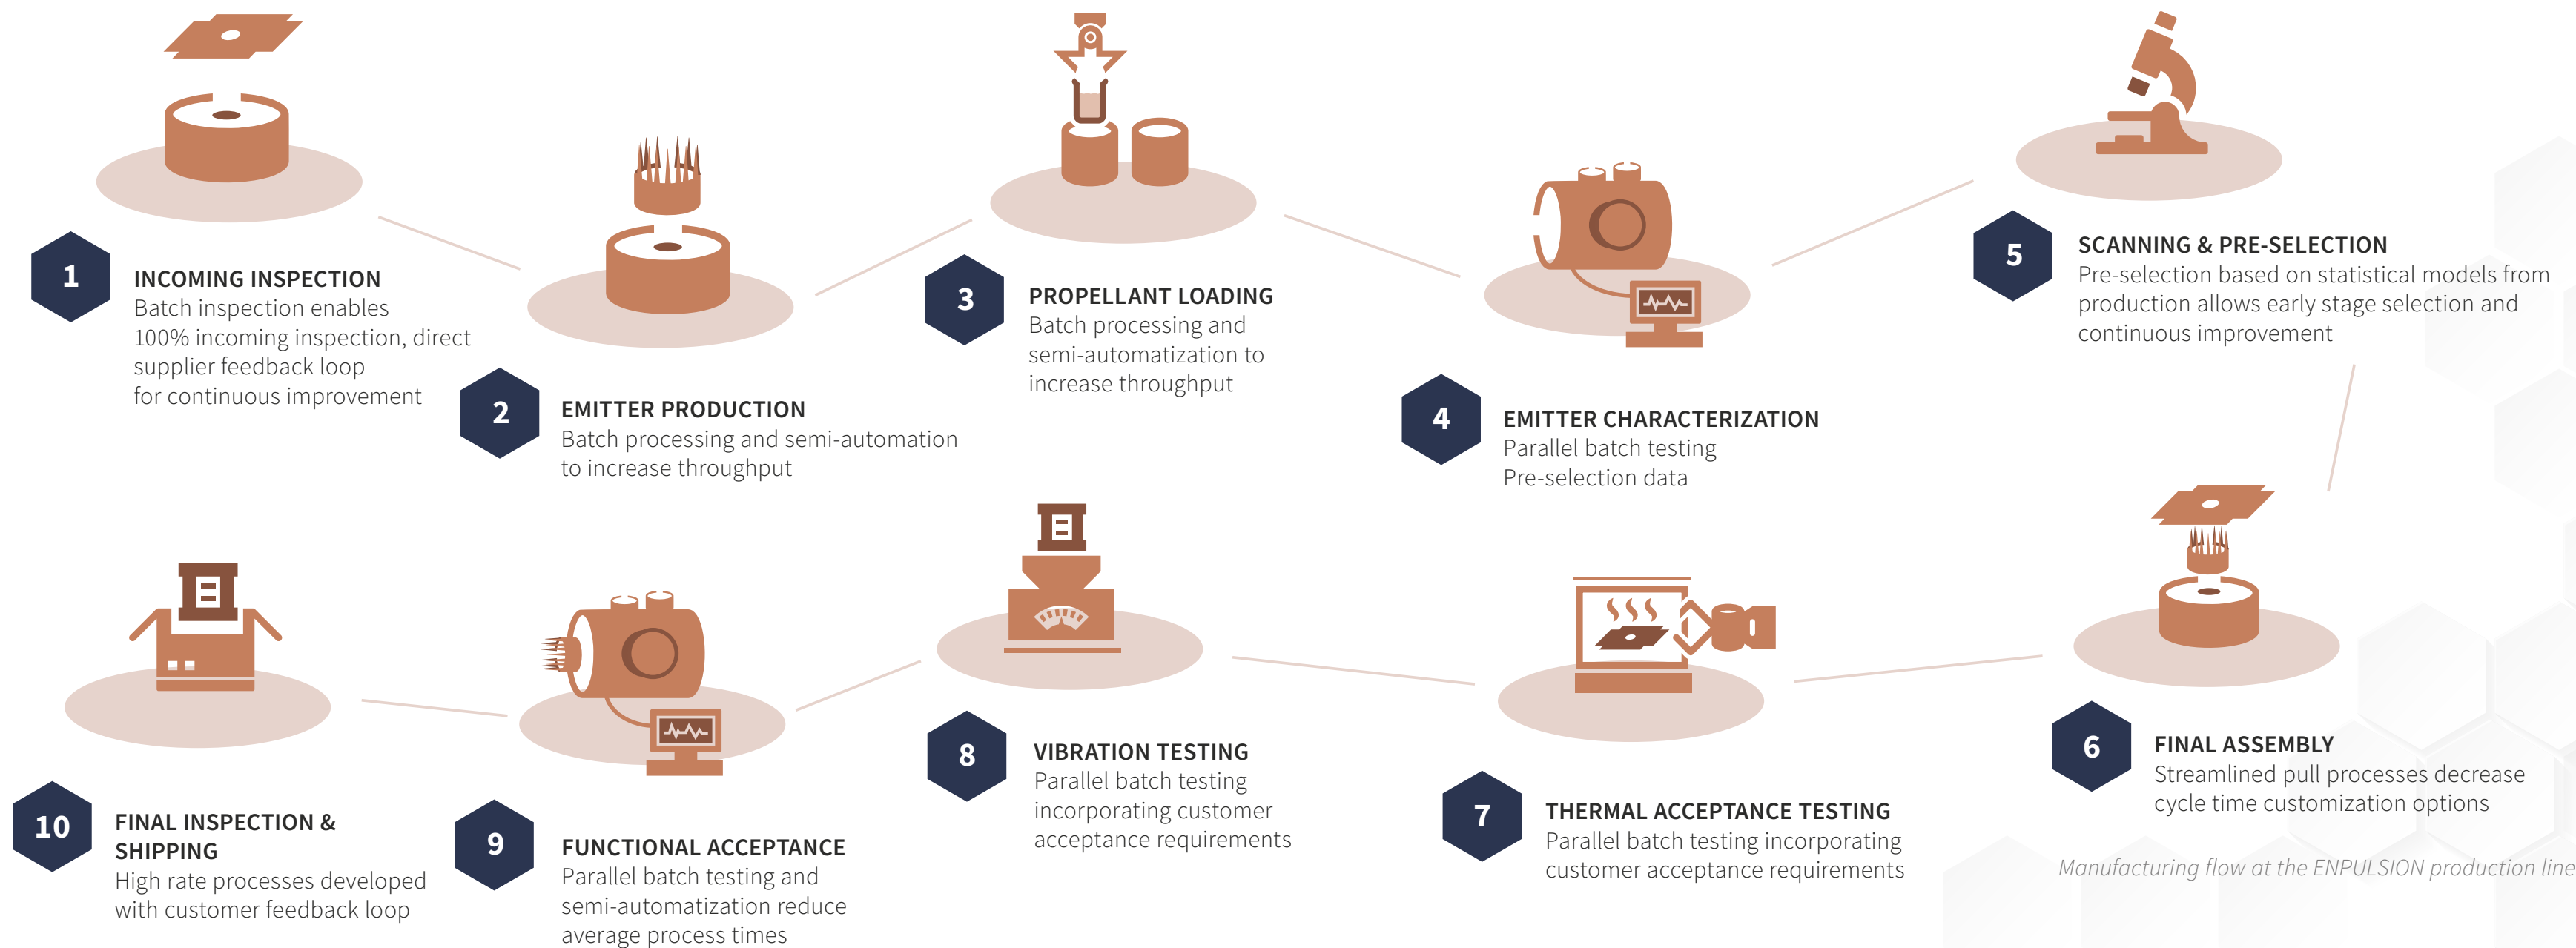 1
INCOMING INSPECTION
Batch inspection enables
100% incoming inspection, direct
supplier feedback loop
for continuous improvement
2
EMITTER PRODUCTION
Batch processing and semi-automation
to increase throughput
3
PROPELLANT LOADING
Batch processing and
semi-automatization to
increase throughput
4
EMITTER CHARACTERIZATION
Parallel batch testing
Pre-selection data
5
SCANNING & PRE-SELECTION
Pre-selection based on statistical models from
production allows early stage selection and
continuous improvement
6
FINAL ASSEMBLY
Streamlined pull processes decrease
cycle time customization options
7
THERMAL ACCEPTANCE TESTING
Parallel batch testing incorporating
customer acceptance requirements
8
VIBRATION TESTING
Parallel batch testing
incorporating customer
acceptance requirements
9
FUNCTIONAL ACCEPTANCE
Parallel batch testing and
semi-automatization reduce
average process times
10
FINAL INSPECTION &
SHIPPING
High rate processes developed
with customer feedback loop
Manufacturing flow at the ENPULSION production line